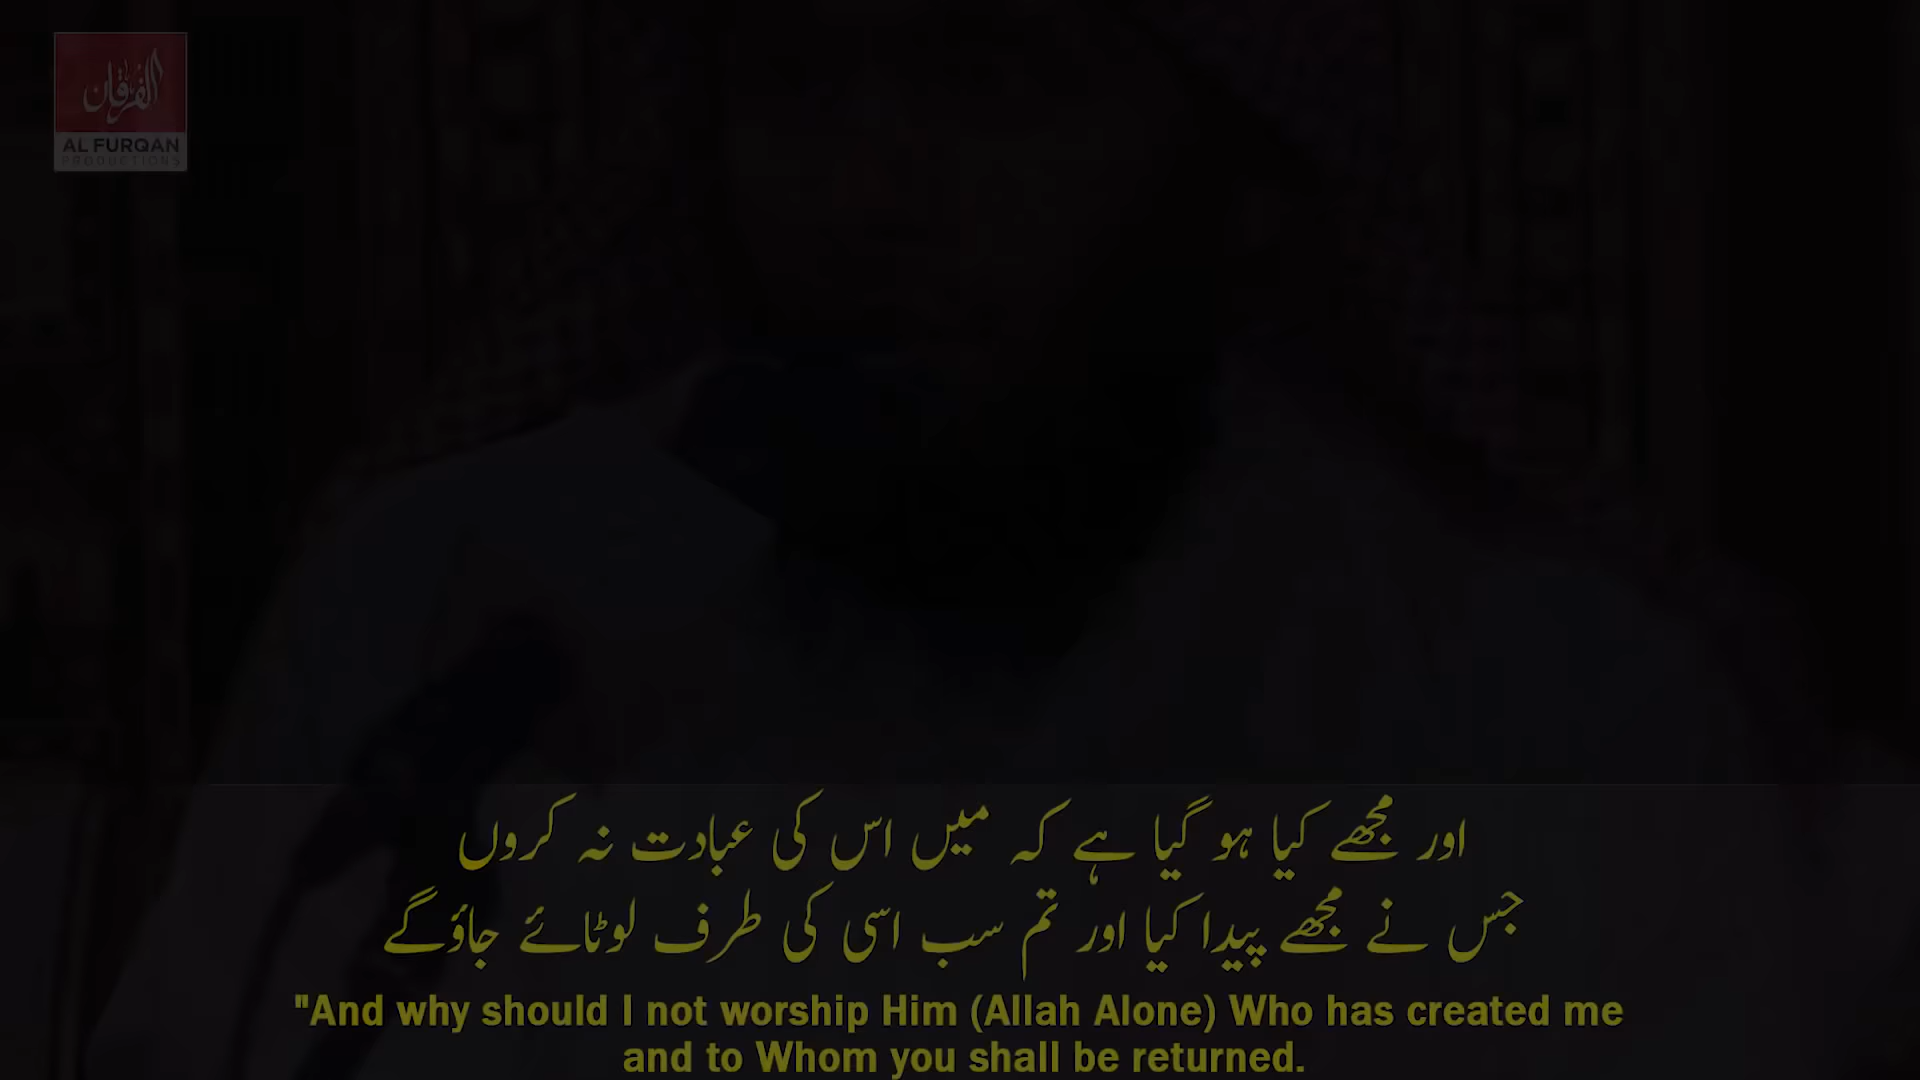 الفرقان
AL FURQAN
PRODUCTIONS
اور مجھے کیا ہو گیا ہے کہ میں اس کی عبادت نہ کروں
جس نے مجھے پیدا کیا اور تم سب اسی کی طرف لوٹائے جاؤ گے
"And why should I not worship Him (Allah Alone) Who has created me
and to Whom you shall be returned.